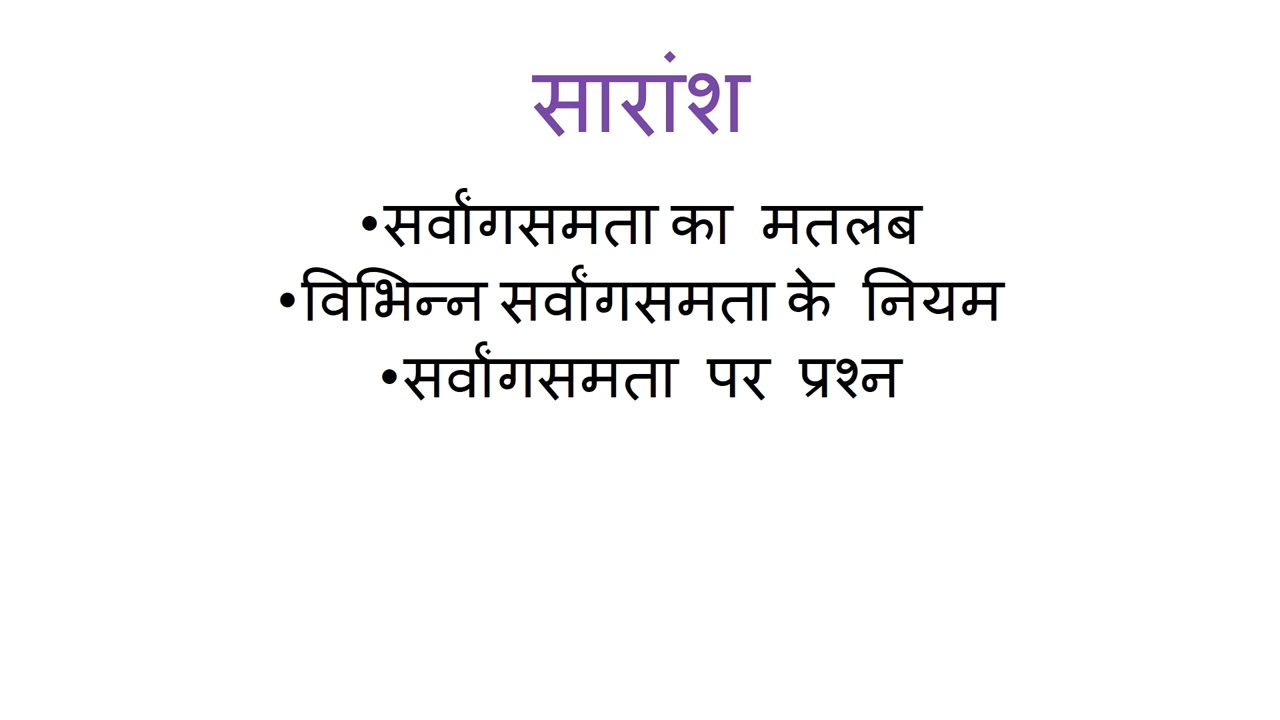 सारांश
•सर्वांगसमता का मतलब
•विभिन्न सर्वांगसमता के नियम
•सर्वांगसमता पर प्रश्न